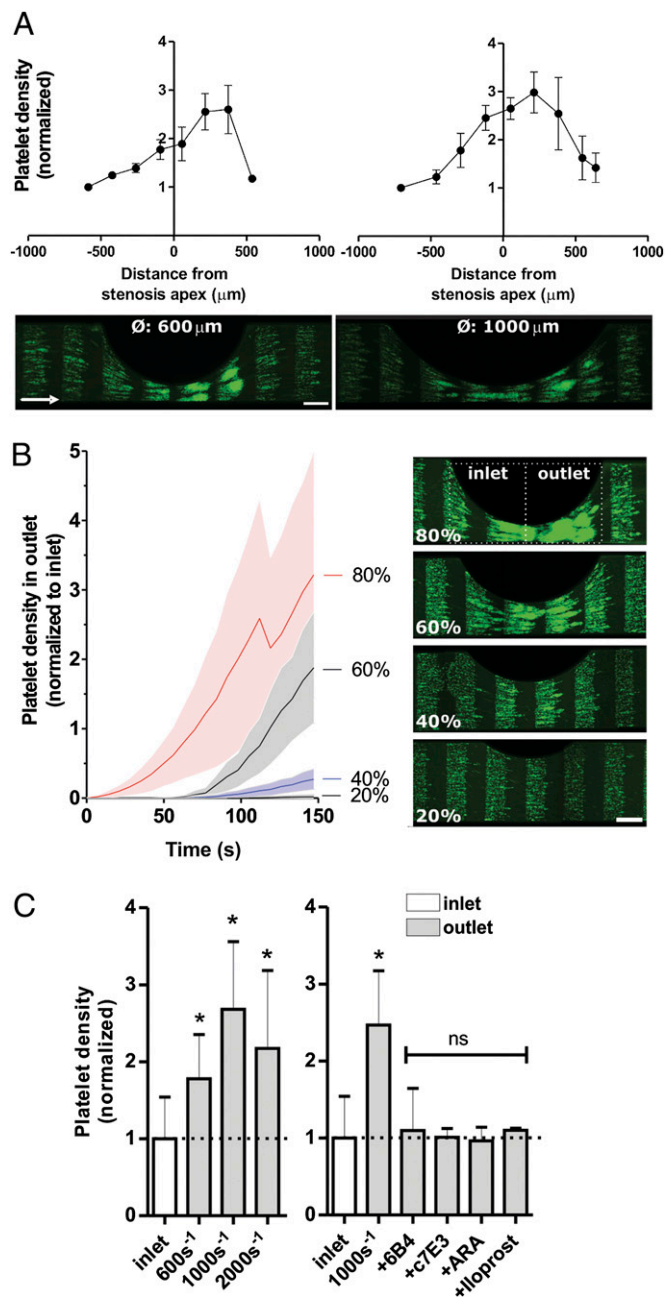 A
Platelet density
(normalized)
4
3
2
1
-1000
-500
0
500
1000
Distance from
stenosis apex (μm)
4
3
2
1
-1000
-500
0
500
1000
Distance from
stenosis apex (μm)
Ø: 600 μm
Ø: 1000 μm
B
Platelet density in outlet
(normalized to inlet)
5
4
3
2
1
0
0
50
100
150
Time (s)
80%
60%
40%
20%
inlet
outlet
80%
60%
40%
20%
C
Platelet density
(normalized)
4
3
2
1
0
*
*
*
inlet
600s⁻¹
1000s⁻¹
2000s⁻¹
inlet
outlet
4
3
2
1
0
*
ns
inlet
1000s⁻¹
+6B4
+c7E3
+ARA
+Iloprost